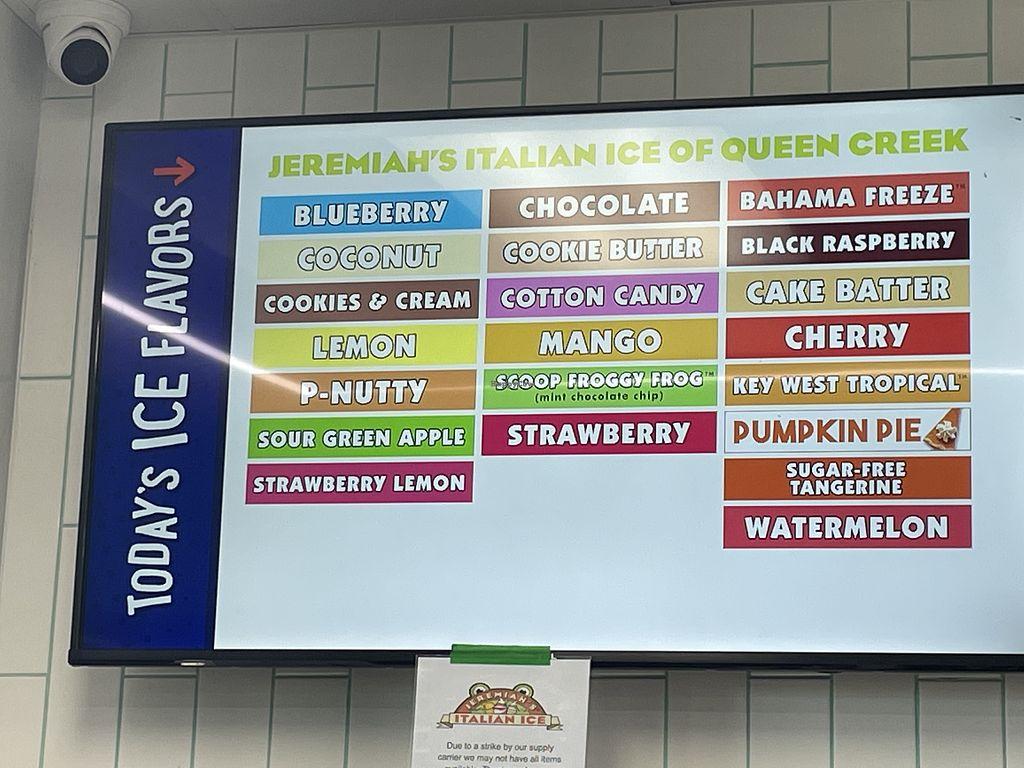 TODAY'S ICE FLAVORS
JEREMIAH'S ITALIAN ICE OF QUEEN CREEK
BLUEBERRY
COCONUT
COOKIES & CREAM
LEMON
P-NUTTY
SOUR GREEN APPLE
STRAWBERRY LEMON
CHOCOLATE
COOKIE BUTTER
COTTON CANDY
MANGO
SCOOP FROGGY FROG™
(mint chocolate chip)
STRAWBERRY
BAHAMA FREEZE™
BLACK RASPBERRY
CAKE BATTER
CHERRY
KEY WEST TROPICAL™
PUMPKIN PIE
SUGAR-FREE
TANGERINE
WATERMELON
JEREMIAH'S
ITALIAN ICE
Due to a strike by our supply
carrier we may not have all items